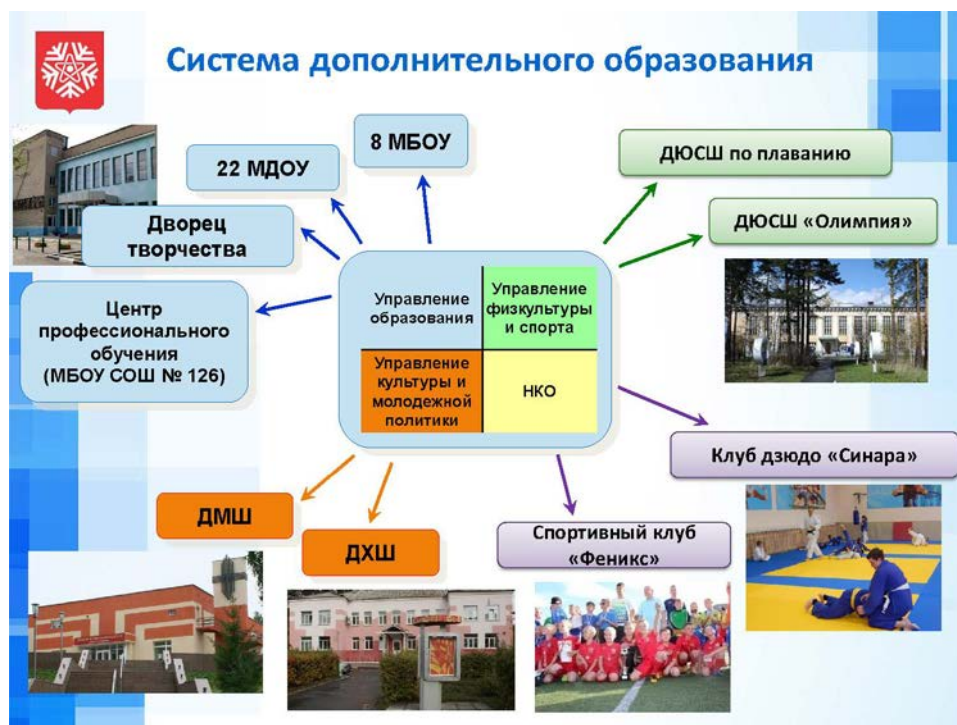 Система дополнительного образования
8 МБОУ
22 МДОУ
Дворец
творчества
Центр
профессионального
обучения
(МБОУ СОШ № 126)
ДЮСШ по плаванию
ДЮСШ «Олимпия»
Управление
образования
Управление
физкультуры
и спорта
Управление
культуры и
молодежной
политики
НКО
Клуб дзюдо «Синара»
Спортивный клуб
«Феникс»
ДМШ
ДХШ